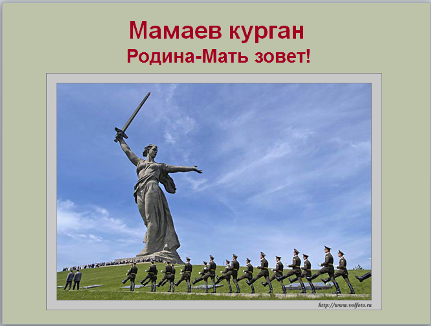 Мамаев курган
Родина-Мать зовет!
http://www.volfoto.ru